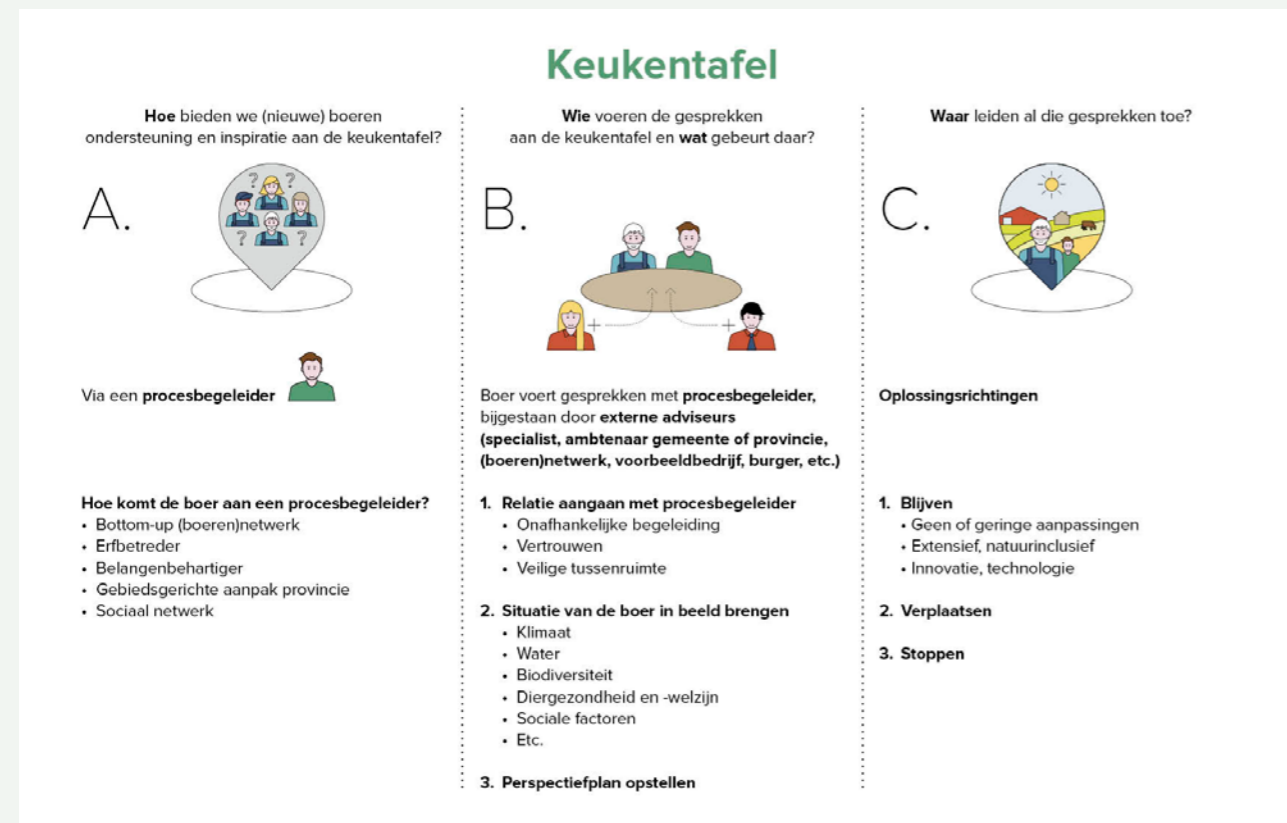 Keukentafel
Hoe bieden we (nieuwe) boeren
ondersteuning en inspiratie aan de keukentafel?
A.
? ?
? ?
Via een procesbegeleider
Hoe komt de boer aan een procesbegeleider?
• Bottom-up (boeren)netwerk
• Erfbetreder
• Belangenbehartiger
• Gebiedsgerichte aanpak provincie
• Sociaal netwerk
Wie voeren de gesprekken
aan de keukentafel en wat gebeurt daar?
B.
+ +
Boer voert gesprekken met procesbegeleider,
bijgestaan door externe adviseurs
(specialist, ambtenaar gemeente of provincie,
(boeren)netwerk, voorbeeldbedrijf, burger, etc.)
1. Relatie aangaan met procesbegeleider
• Onafhankelijke begeleiding
• Vertrouwen
• Veilige tussenruimte
2. Situatie van de boer in beeld brengen
• Klimaat
• Water
• Biodiversiteit
• Diergezondheid en -welzijn
• Sociale factoren
• Etc.
3. Perspectiefplan opstellen
Waar leiden al die gesprekken toe?
C.
Oplossingsrichtingen
1. Blijven
• Geen of geringe aanpassingen
• Extensief, natuurinclusief
• Innovatie, technologie
2. Verplaatsen
3. Stoppen